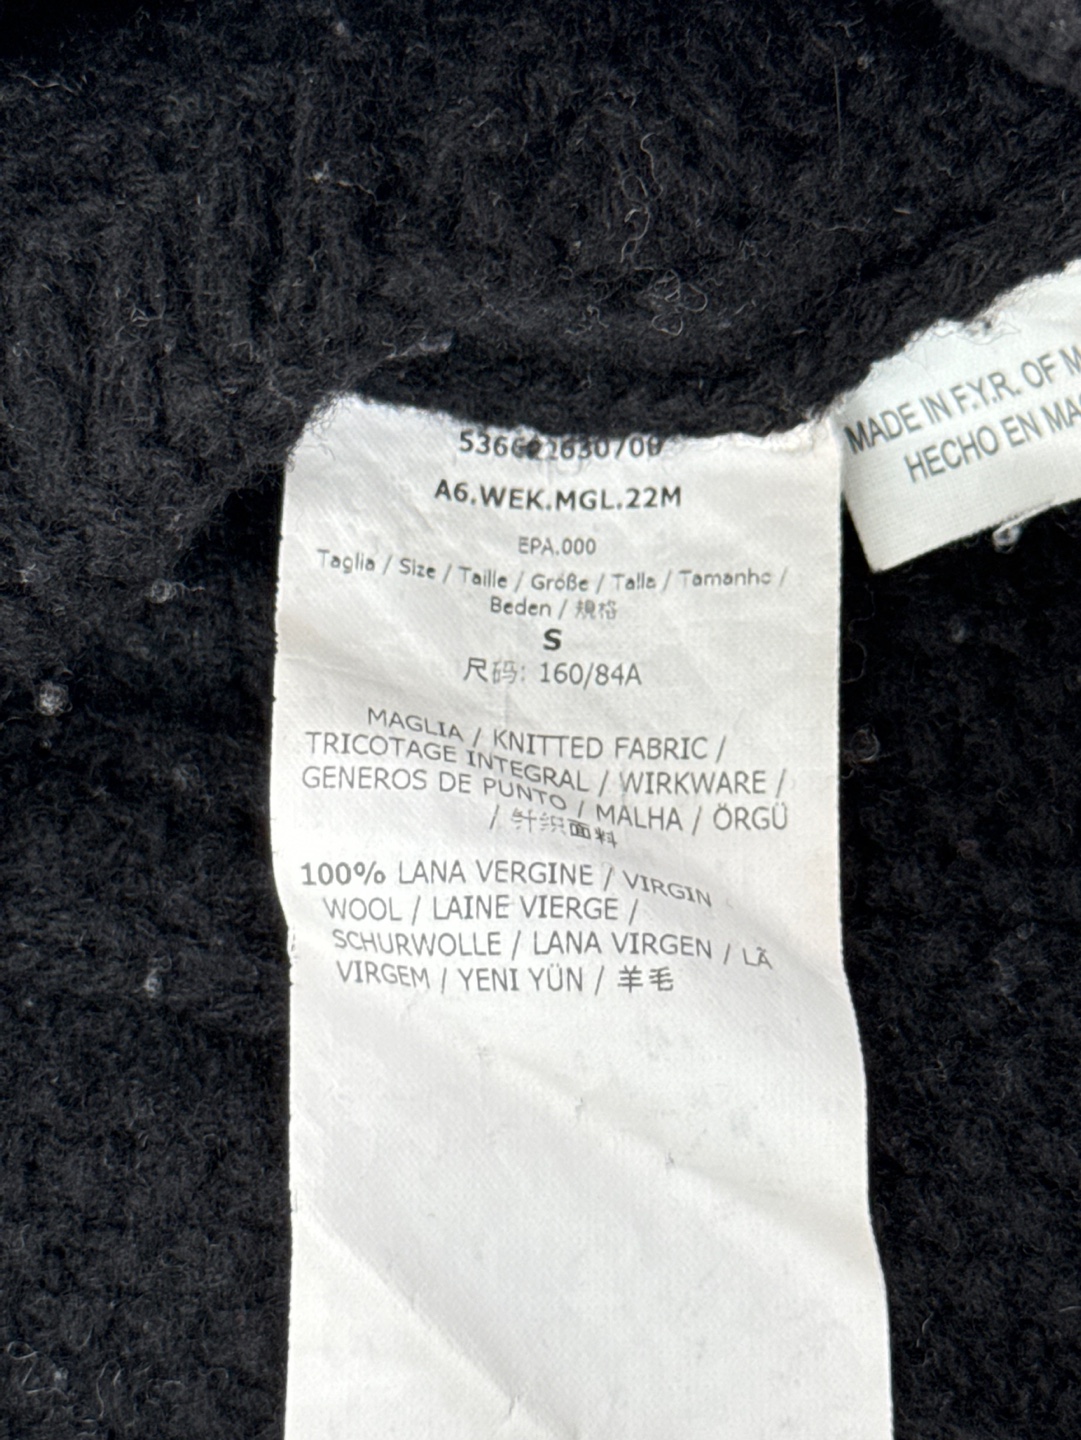 A6.WEK.MGL.22M
EPA.000
Taglia / Size / Taille / Größe / Talla / Tamanho /
Beden / 規格
S
尺码: 160/84A
MAGLIA / KNITTED FABRIC /
TRICOTAGE INTEGRAL / WIRKWARE /
GENEROS DE PUNTO / MALHA / ÖRGÜ
/ 针织面料
100% LANA VERGINE / VIRGIN
WOOL / LAINE VIERGE /
SCHURWOLLE / LANA VIRGEN / LÃ
VIRGEM / YENI YÜN / 羊毛
MADE IN F.Y.R. OF M
HECHO EN MA